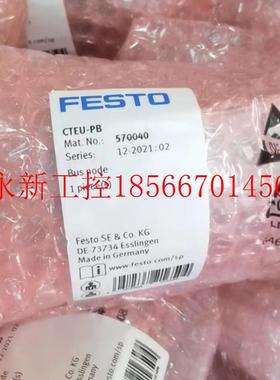 FESTO
CTEU-PB
Mat. No.: 570040
Series: 12-2021:02
Bus node
1 piece(s)
永新工控18566701456
Festo SE & Co. KG
DE-73734 Esslingen
Made in Germany
www.festo.com/sp